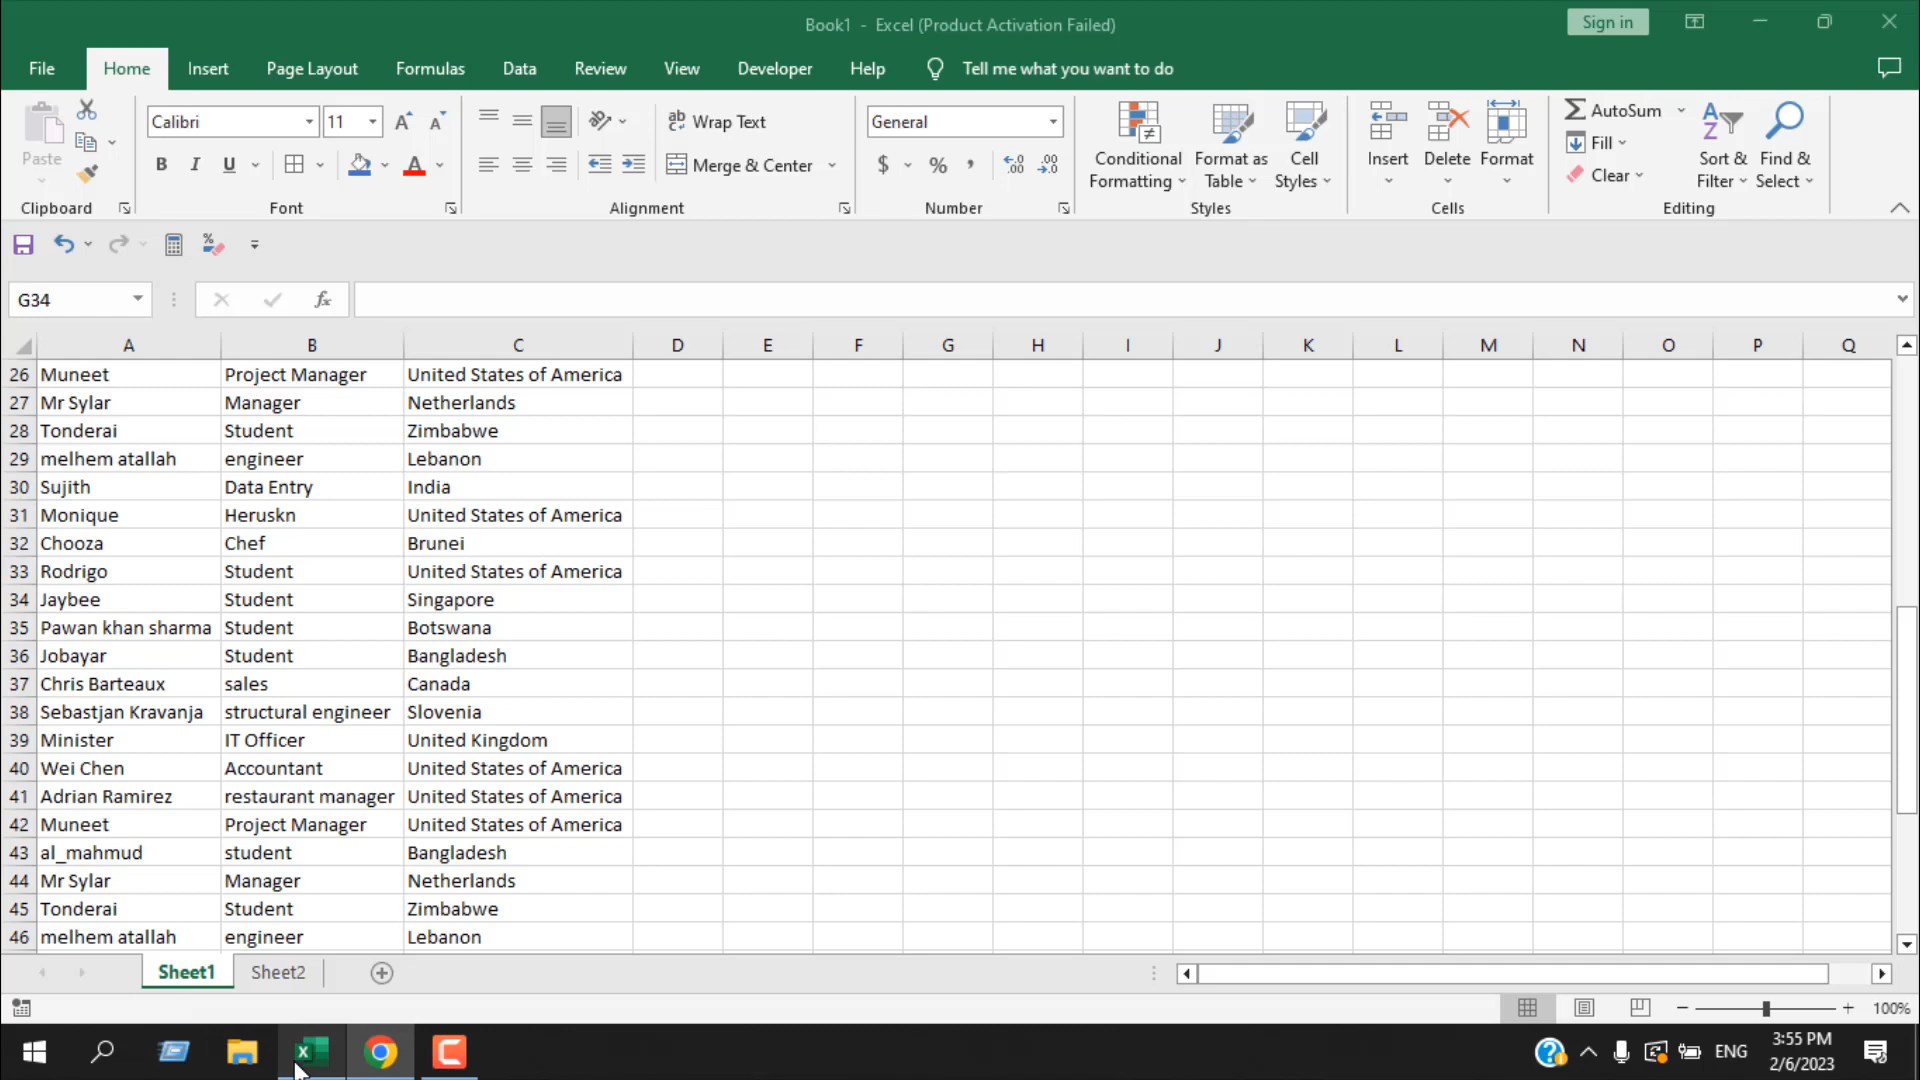 Book1 - Excel (Product Activation Failed)
Sign in
File Home Insert Page Layout Formulas Data Review View Developer Help Tell me what you want to do
Paste
Clipboard
Calibri 11
B I U
Font
ab Wrap Text
Merge & Center
Alignment
General
$ % ,
Number
Conditional Formatting
Format as Table
Cell Styles
Styles
Insert Delete Format
Cells
AutoSum
Fill
Clear
Sort & Filter
Find & Select
Editing
G34 fx
A B C D E F G H I J K L M N O P Q
26 Muneet Project Manager United States of America
27 Mr Sylar Manager Netherlands
28 Tonderai Student Zimbabwe
29 melhem atallah engineer Lebanon
30 Sujith Data Entry India
31 Monique Heruskn United States of America
32 Chooza Chef Brunei
33 Rodrigo Student United States of America
34 Jaybee Student Singapore
35 Pawan khan sharma Student Botswana
36 Jobayar Student Bangladesh
37 Chris Barteaux sales Canada
38 Sebastjan Kravanja structural engineer Slovenia
39 Minister IT Officer United Kingdom
40 Wei Chen Accountant United States of America
41 Adrian Ramirez restaurant manager United States of America
42 Muneet Project Manager United States of America
43 al_mahmud student Bangladesh
44 Mr Sylar Manager Netherlands
45 Tonderai Student Zimbabwe
46 melhem atallah engineer Lebanon
Sheet1 Sheet2
100%
ENG
3:55 PM
2/6/2023